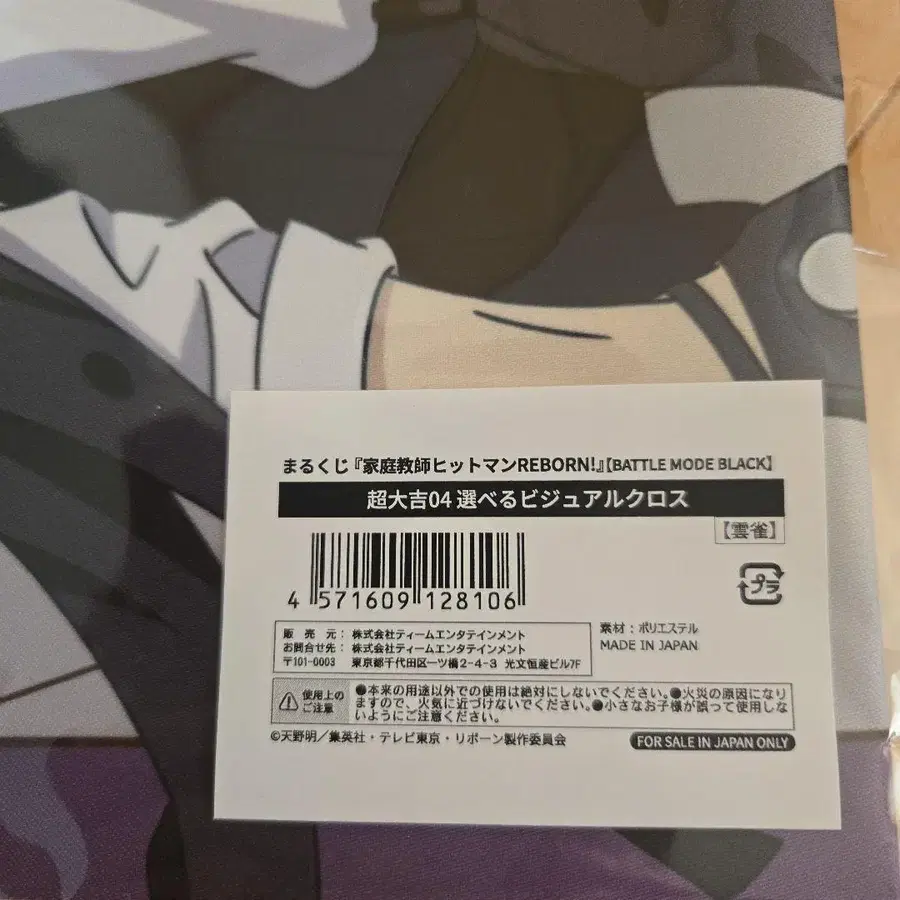 まるくじ『家庭教師ヒットマンREBORN!』【BATTLE MODE BLACK】
超大吉04 選べるビジュアルクロス
【雲雀】
4 571609 128106
プラ
販売元：株式会社ティームエンタテインメント
お問合せ先：株式会社ティームエンタテインメント
〒101-0003 東京都千代田区一ツ橋2-4-3 光文恒産ビル7F
素材：ポリエステル
MADE IN JAPAN
使用上の
ご注意
●本来の用途以外での使用は絶対にしないでください。●火災の原因になり
ますので、火気に近づけないでください。●小さなお子様が誤って使用しな
いようにご注意ください。
©天野明／集英社・テレビ東京・リボーン製作委員会
FOR SALE IN JAPAN ONLY